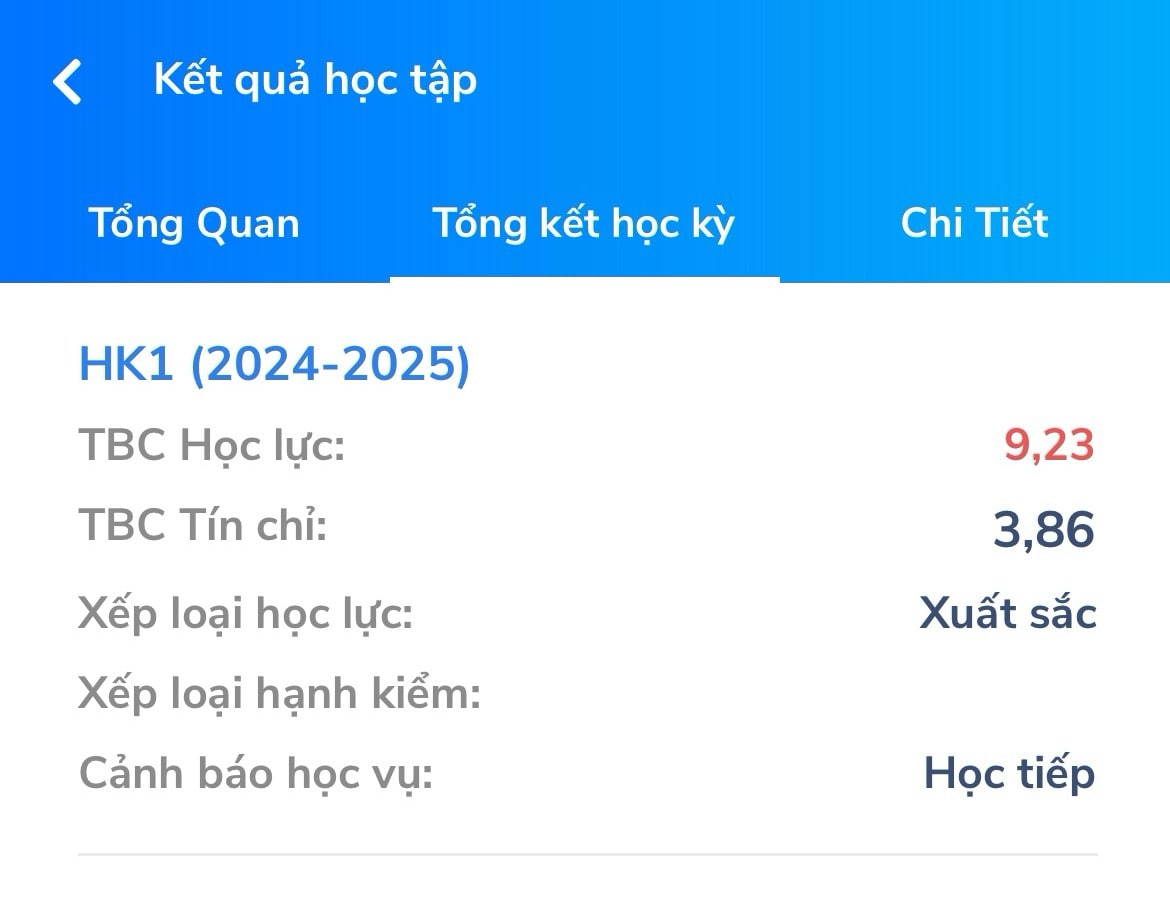 Kết quả học tập
Tổng Quan Tổng kết học kỳ Chi Tiết
HK1 (2024-2025)
TBC Học lực: 9,23
TBC Tín chỉ: 3,86
Xếp loại học lực: Xuất sắc
Xếp loại hạnh kiểm:
Cảnh báo học vụ: Học tiếp